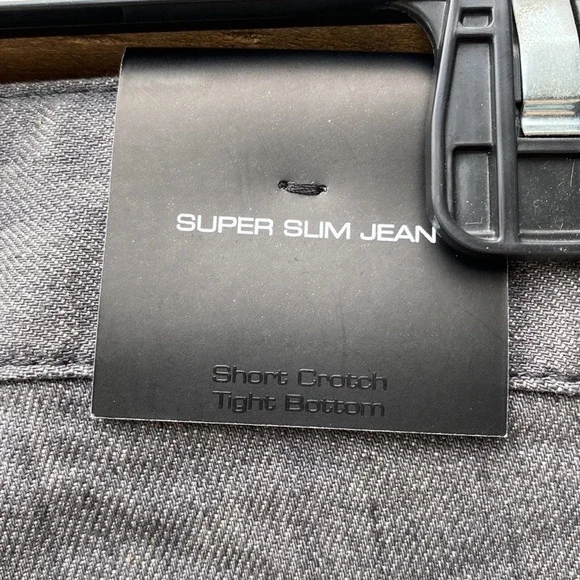 SUPER SLIM JEAN
Short Crotch
Tight Bottom